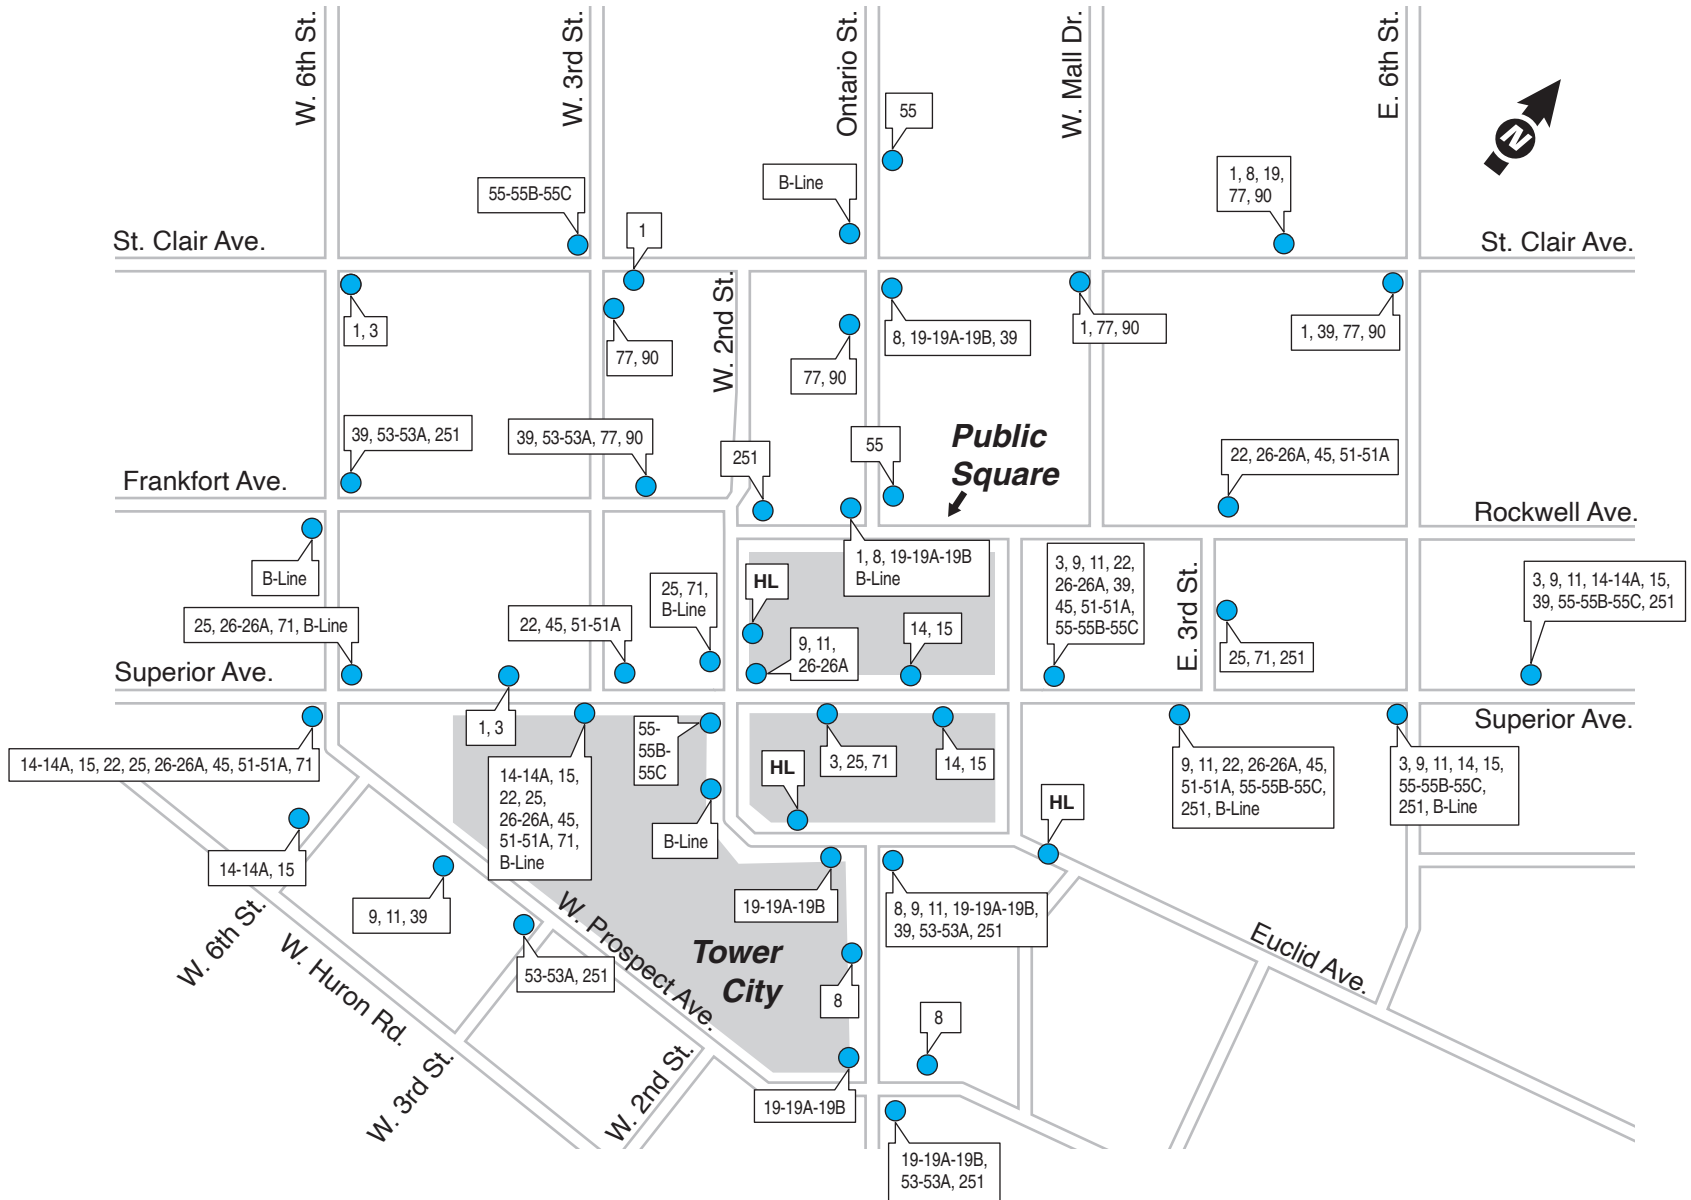 W. 6th St.
W. 3rd St.
Ontario St.
W. Mall Dr.
E. 6th St.
N
55
B-Line
1, 8, 19,
77, 90
55-55B-55C
1
St. Clair Ave.
St. Clair Ave.
W. 2nd St.
1, 3
77, 90
77, 90
8, 19-19A-19B, 39
1, 77, 90
1, 39, 77, 90
39, 53-53A, 251
39, 53-53A, 77, 90
251
55
Public
Square
22, 26-26A, 45, 51-51A
Frankfort Ave.
Rockwell Ave.
B-Line
25, 71,
B-Line
HL
1, 8, 19-19A-19B
B-Line
3, 9, 11, 22,
26-26A, 39,
45, 51-51A,
55-55B-55C
E. 3rd St.
3, 9, 11, 14-14A, 15,
39, 55-55B-55C, 251
25, 26-26A, 71, B-Line
22, 45, 51-51A
9, 11,
26-26A
14, 15
25, 71, 251
Superior Ave.
Superior Ave.
1, 3
55-
55B-
55C
14-14A, 15, 22, 25, 26-26A, 45, 51-51A, 71
14-14A, 15,
22, 25,
26-26A, 45,
51-51A, 71,
B-Line
HL
3, 25, 71
14, 15
HL
9, 11, 22, 26-26A, 45,
51-51A, 55-55B-55C,
251, B-Line
3, 9, 11, 14, 15,
55-55B-55C,
251, B-Line
B-Line
14-14A, 15
9, 11, 39
19-19A-19B
8, 9, 11, 19-19A-19B,
39, 53-53A, 251
W. 6th St.
W. Huron Rd.
53-53A, 251
W. Prospect Ave.
Tower
City
8
8
Euclid Ave.
W. 3rd St.
W. 2nd St.
19-19A-19B
19-19A-19B,
53-53A, 251